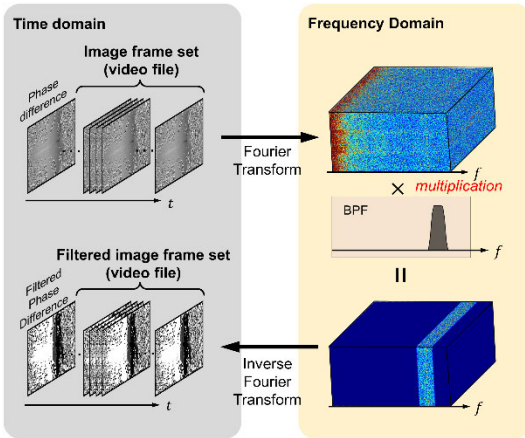 Time domain
Image frame set
(video file)
Phase
difference
t
Filtered image frame set
(video file)
Filtered
Phase
Difference
t
Fourier
Transform
Inverse
Fourier
Transform
Frequency Domain
f
× multiplication
BPF
f
=
f